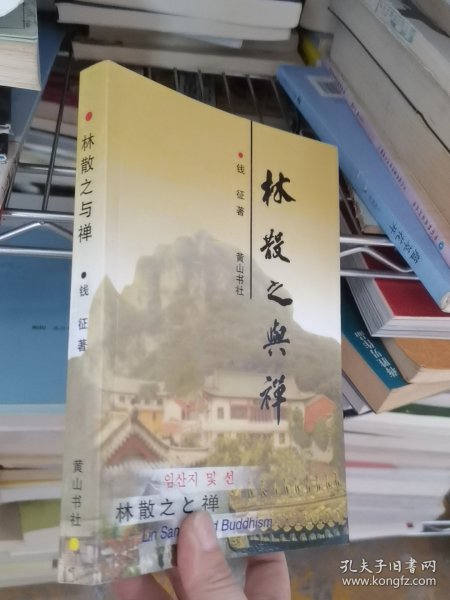 林散之与禅
钱征著
黄山书社
林散之與禅
钱征著
黄山书社
임산지 및 선
林散之と禅
Lin San d Buddhism
孔夫子旧书网
www.kongfz.com